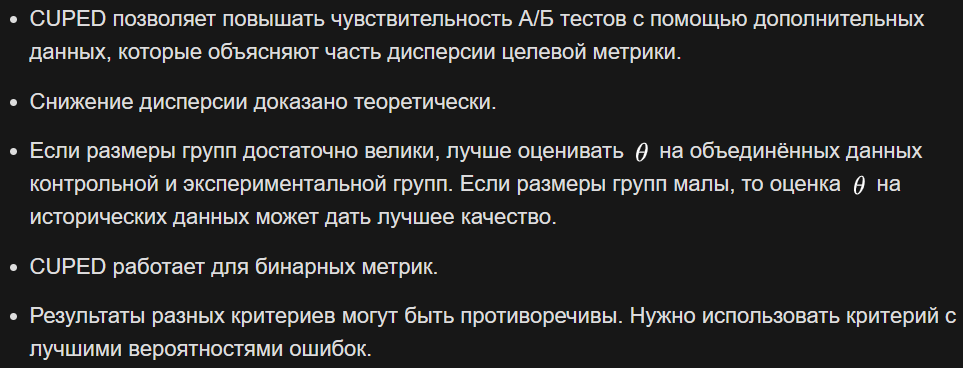 • CUPED позволяет повышать чувствительность А/Б тестов с помощью дополнительных
данных, которые объясняют часть дисперсии целевой метрики.
• Снижение дисперсии доказано теоретически.
• Если размеры групп достаточно велики, лучше оценивать θ на объединённых данных
контрольной и экспериментальной групп. Если размеры групп малы, то оценка θ на
исторических данных может дать лучшее качество.
• CUPED работает для бинарных метрик.
• Результаты разных критериев могут быть противоречивы. Нужно использовать критерий с
лучшими вероятностями ошибок.